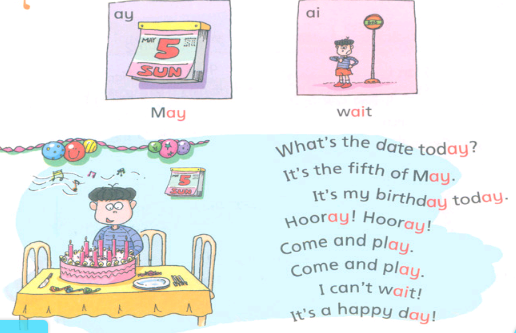 ay
ai
MAY
5
SUN
May
wait
What's the date today?
It's the fifth of May.
It's my birthday today.
Hooray! Hooray!
Come and play.
Come and play.
I can't wait!
It's a happy day!
5
SUN